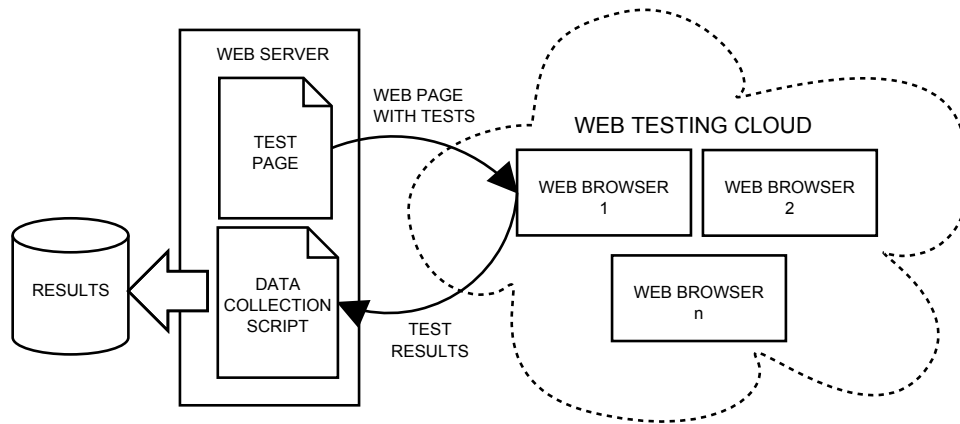 WEB SERVER
TEST
PAGE
WEB PAGE
WITH TESTS
WEB TESTING CLOUD
WEB BROWSER
1
WEB BROWSER
2
WEB BROWSER
n
RESULTS
DATA
COLLECTION
SCRIPT
TEST
RESULTS